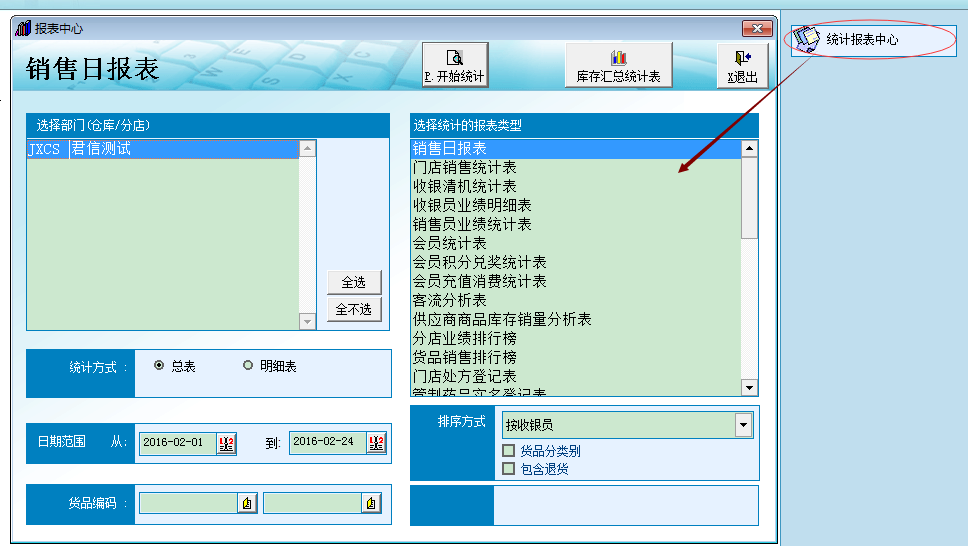 报表中心
统计报表中心
销售日报表
P. 开始统计
库存汇总统计表
X退出
选择部门(仓库/分店)
JXCS 君信测试
全选
全不选
选择统计的报表类型
销售日报表
门店销售统计表
收银清机统计表
收银员业绩明细表
销售员业绩统计表
会员统计表
会员积分兑奖统计表
会员充值消费统计表
客流分析表
供应商商品库存销量分析表
分店业绩排行榜
货品销售排行榜
门店处方登记表
管制药品实名登记表
统计方式 :
总表
明细表
日期范围 从:
2016-02-01
到:
2016-02-24
货品编码 :
排序方式
按收银员
货品分类别
包含退货